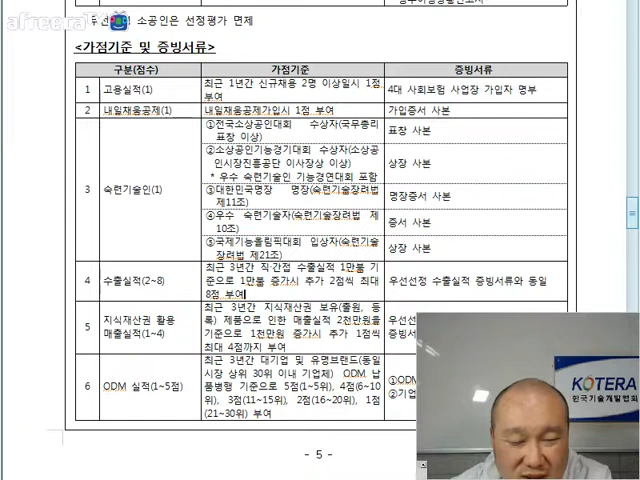 afreeca
소공인은 선정평가 면제
<가점기준 및 증빙서류>
구분(점수) 가점기준 증빙서류
1 고용실적(1) 최근 1년간 신규채용 2명 이상일시 1점 부여 4대 사회보험 사업장 가입자 명부
2 내일채움공제(1) 내일채움공제가입시 1점 부여 가입증서 사본
3 숙련기술인(1)
①전국소상공인대회 수상자(국무총리
표창 이상) 표창 사본
②소상공인기능경기대회 수상자(소상공
인시장진흥공단 이사장상 이상)
* 우수 숙련기술인 기능경연대회 포함 상장 사본
③대한민국명장 명장(숙련기술장려법
제11조) 명장증서 사본
④우수 숙련기술자(숙련기술장려법 제
10조) 증서 사본
⑤국제기능올림픽대회 입상자(숙련기술
장려법 제21조) 상장 사본
4 수출실적(2~8) 최근 3년간 직·간접 수출실적 1만불 기
준으로 1만불 증가시 추가 2점씩 최대
8점 부여 우선선정 수출실적 증빙서류와 동일
5 지식재산권 활용
매출실적(1~4)
최근 3년간 지식재산권 보유(출원, 등
록) 제품으로 인한 매출실적 2천만원을
기준으로 1천만원 증가시 추가 1점씩
최대 4점까지 부여
우선선
증빙서
6 ODM 실적(1~5점)
최근 3년간 대기업 및 유명브랜드(동일
시장 상위 30위 이내 기업체) ODM 납
품병행 기준으로 5점(1~5위), 4점(6~10
위), 3점(11~15위), 2점(16~20위), 1점
(21~30위) 부여
①ODM
②기업
- 5 -
KOTERA
한국기술개발협회